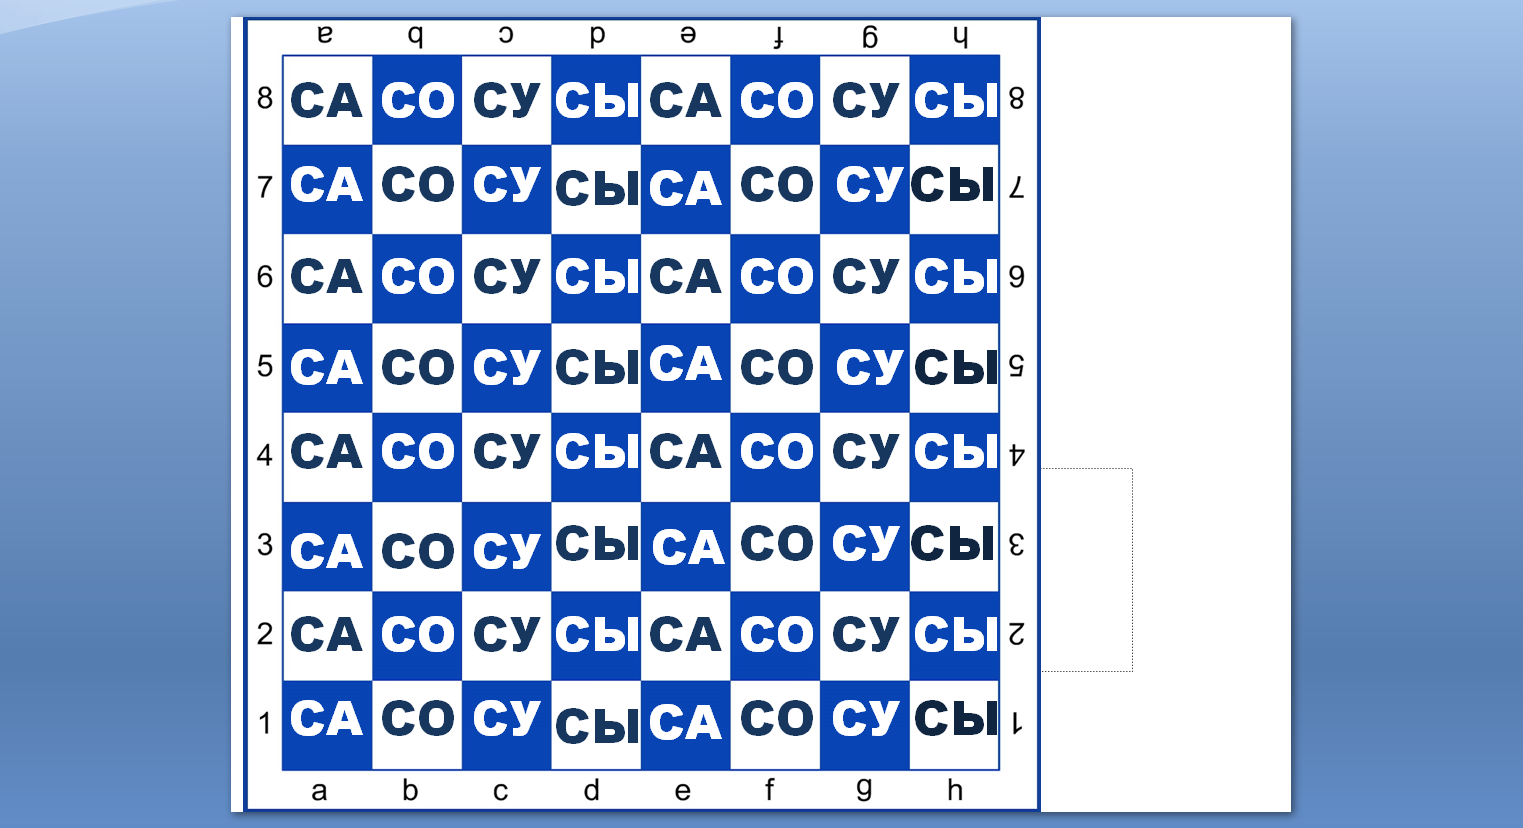 a b c d e f g h
8 СА СО СУ СЫ СА СО СУ СЫ 8
7 СА СО СУ СЫ СА СО СУ СЫ 7
6 СА СО СУ СЫ СА СО СУ СЫ 6
5 СА СО СУ СЫ СА СО СУ СЫ 5
4 СА СО СУ СЫ СА СО СУ СЫ 4
3 СА СО СУ СЫ СА СО СУ СЫ 3
2 СА СО СУ СЫ СА СО СУ СЫ 2
1 СА СО СУ СЫ СА СО СУ СЫ 1
a b c d e f g h